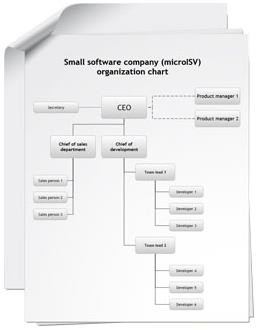 Small software company (microISV)
organization chart
Product manager 1
Secretary
CEO
Product manager 2
Chief of sales
department
Chief of
development
Team lead 1
Sales person 1
Sales person 2
Sales person 3
Developer 1
Developer 2
Developer 3
Team lead 2
Developer 4
Developer 5
Developer 6